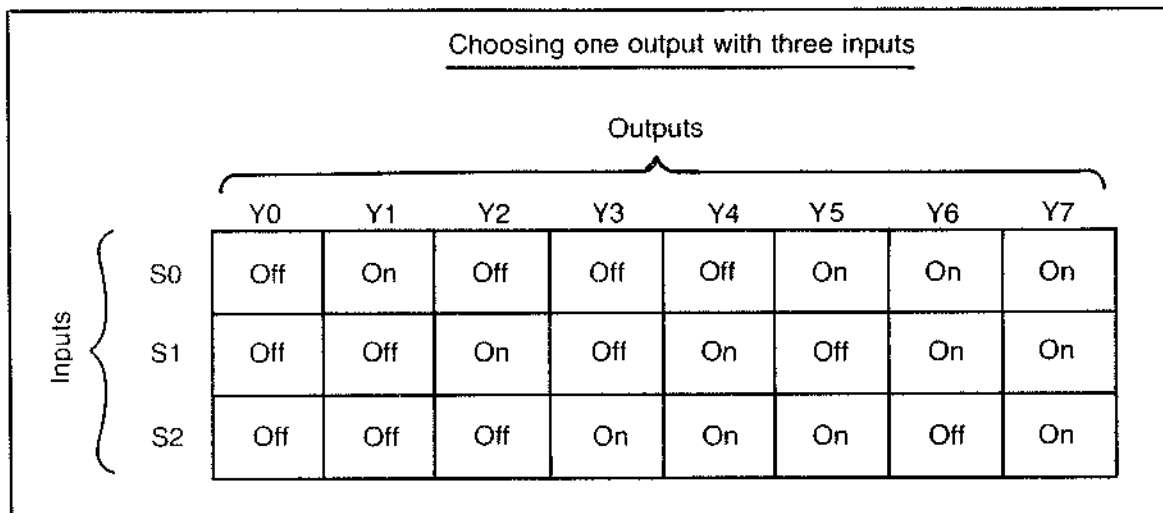 Choosing one output with three inputs
Outputs
Y0 Y1 Y2 Y3 Y4 Y5 Y6 Y7
Inputs
S0 Off On Off Off Off On On On
S1 Off Off On Off On Off On On
S2 Off Off Off On On On Off On